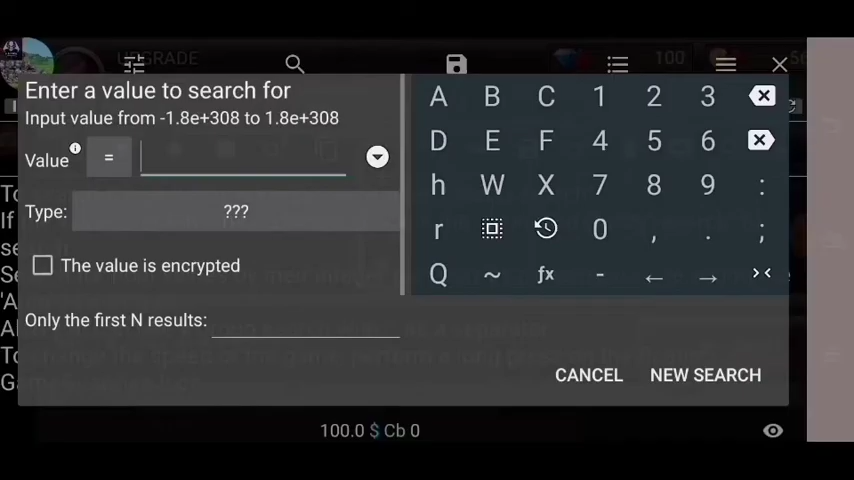 UPGRADE
100
Enter a value to search for
Input value from -1.8e+308 to 1.8e+308
Value i =
Type: ???
The value is encrypted
Only the first N results:
A B C 1 2 3
D E F 4 5 6
h W X 7 8 9 :
r 0 , . ;
Q ~ ƒx - ← → ><
CANCEL NEW SEARCH
100.0 $ Cb 0